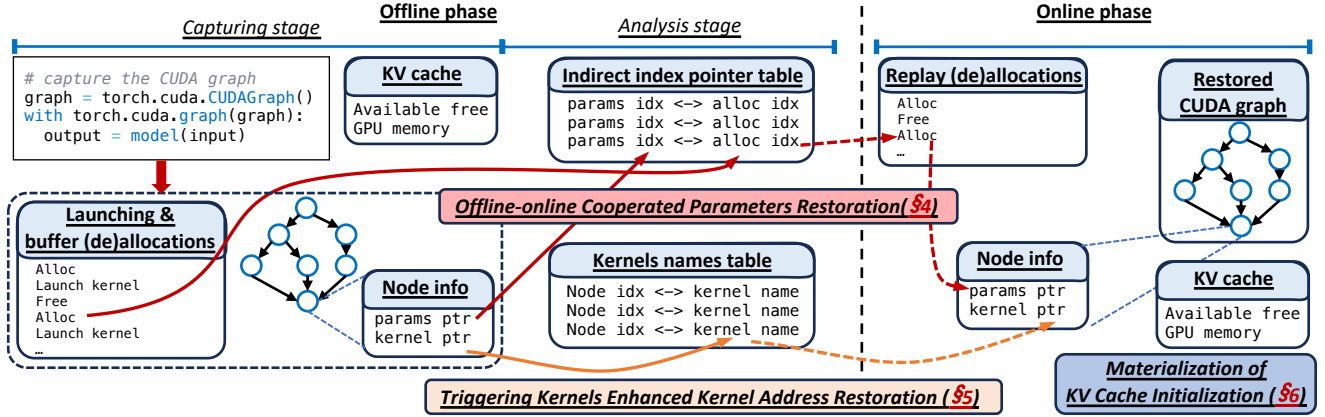 Offline phase
Online phase
Capturing stage
Analysis stage
# capture the CUDA graph
graph = torch.cuda.CUDAGraph()
with torch.cuda.graph(graph):
output = model(input)
KV cache
Available free
GPU memory
Indirect index pointer table
params idx <-> alloc idx
params idx <-> alloc idx
params idx <-> alloc idx
Replay (de)allocations
Alloc
Free
Alloc
…
Restored
CUDA graph
Offline-online Cooperated Parameters Restoration(§4)
Launching &
buffer (de)allocations
Alloc
Launch kernel
Free
Alloc
Launch kernel
…
Node info
params ptr
kernel ptr
Kernels names table
Node idx <-> kernel name
Node idx <-> kernel name
Node idx <-> kernel name
Node info
params ptr
kernel ptr
KV cache
Available free
GPU memory
Triggering Kernels Enhanced Kernel Address Restoration (§5)
Materialization of
KV Cache Initialization (§6)